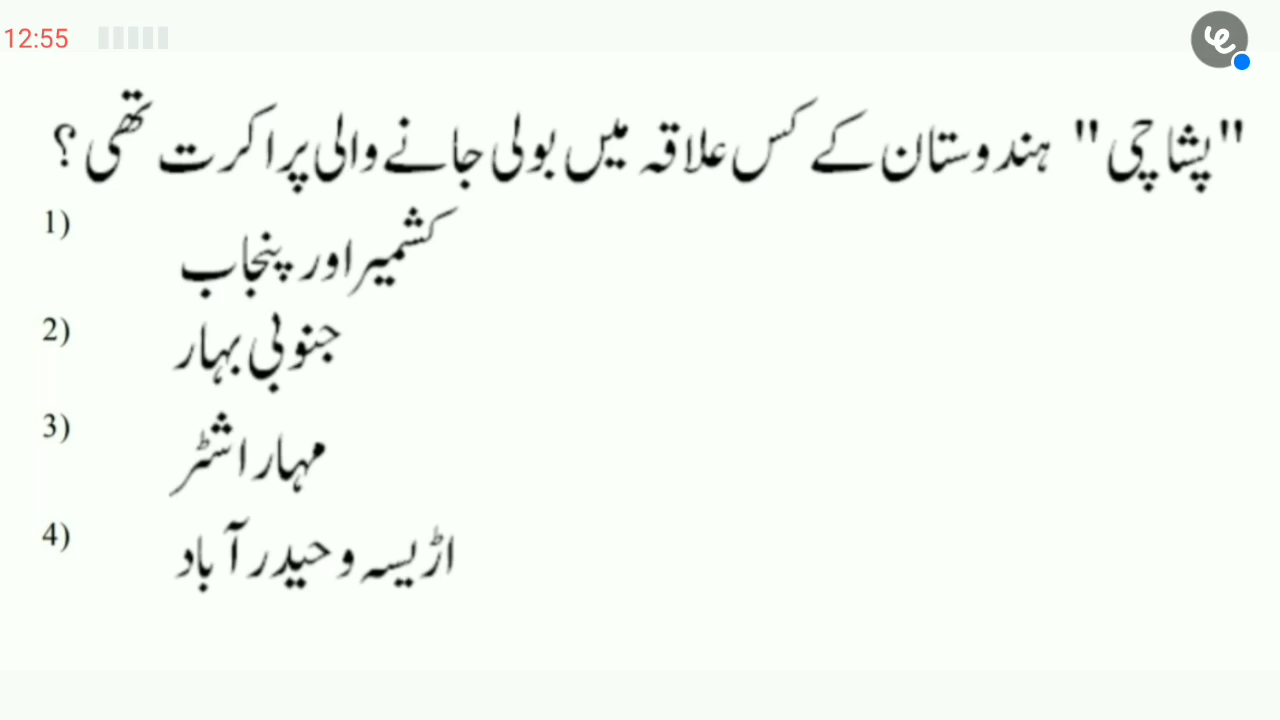 12:55
"پشاچی" ہندوستان کے کس علاقہ میں بولی جانے والی پراکرت تھی ؟
1)
کشمیر اور پنجاب
2)
جنوبی بہار
3)
مہاراشٹر
4)
اڑیسہ و حیدر آباد